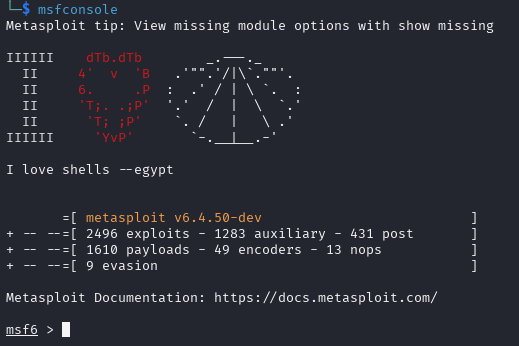 └─$ msfconsole
Metasploit tip: View missing module options with show missing
IIIIII    dTb.dTb        _.---._
  II     4'  v  'B   .'"".'/|\`.""'.
  II     6.     .P  :  .' / | \ `.  :
  II     'T;. .;P'  '.'  /  |  \  `.'
  II      'T; ;P'    `. /   |   \ .'
IIIIII     'YvP'       `-.__|__.-'
I love shells --egypt
       =[ metasploit v6.4.50-dev                          ]
+ -- --=[ 2496 exploits - 1283 auxiliary - 431 post       ]
+ -- --=[ 1610 payloads - 49 encoders - 13 nops           ]
+ -- --=[ 9 evasion                                       ]
Metasploit Documentation: https://docs.metasploit.com/
msf6 >